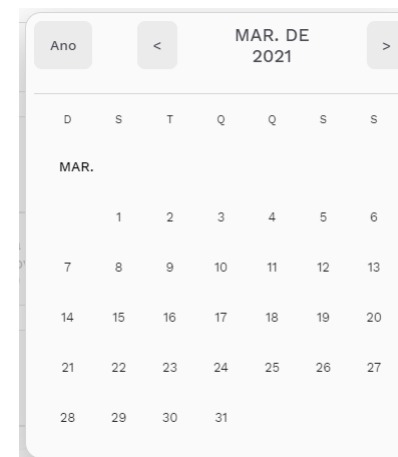 Ano < MAR. DE 2021 >
D S T Q Q S S
MAR.
1 2 3 4 5 6
7 8 9 10 11 12 13
14 15 16 17 18 19 20
21 22 23 24 25 26 27
28 29 30 31